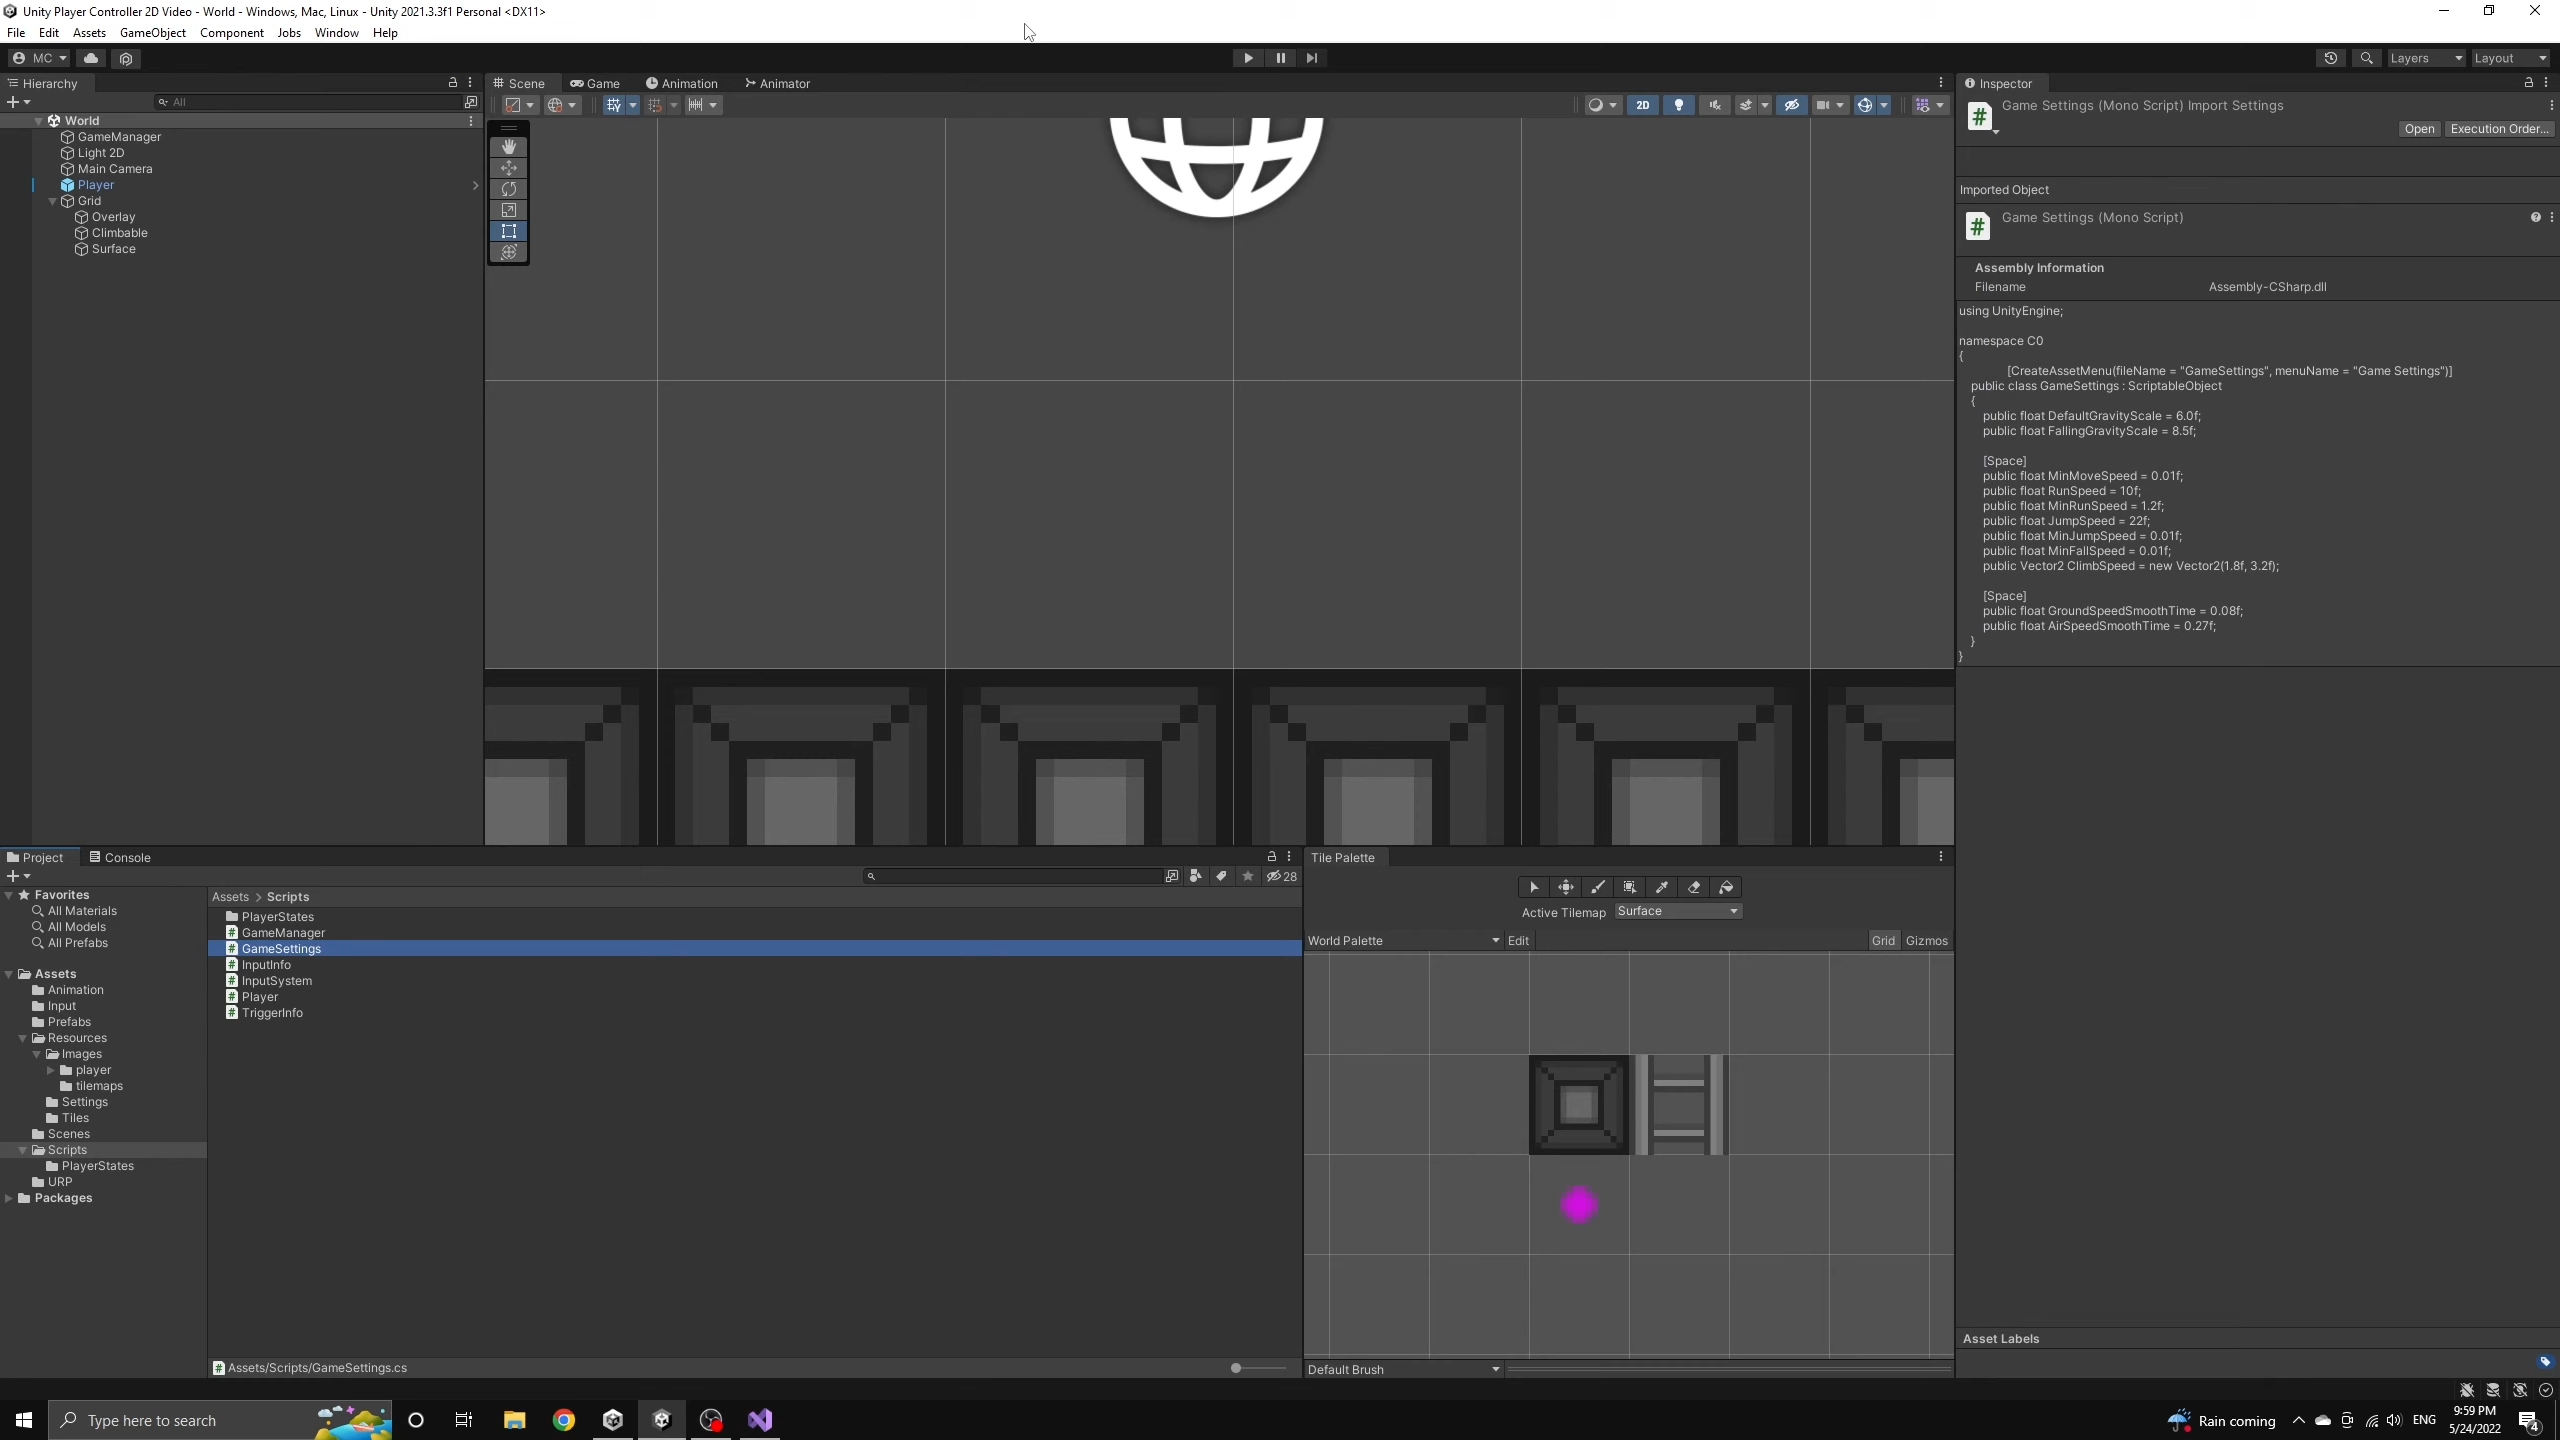 Unity Player Controller 2D Video - World - Windows, Mac, Linux - Unity 2021.3.3f1 Personal <DX11>
File Edit Assets GameObject Component Jobs Window Help
MC
Layers Layout
Hierarchy
All
World
GameManager
Light 2D
Main Camera
Player
Grid
Overlay
Climbable
Surface
Scene Game Animation Animator
2D
Inspector
Game Settings (Mono Script) Import Settings
Open Execution Order...
Imported Object
Game Settings (Mono Script)
Assembly Information
Filename Assembly-CSharp.dll
using UnityEngine;
namespace C0
{
[CreateAssetMenu(fileName = "GameSettings", menuName = "Game Settings")]
public class GameSettings : ScriptableObject
{
public float DefaultGravityScale = 6.0f;
public float FallingGravityScale = 8.5f;
[Space]
public float MinMoveSpeed = 0.01f;
public float RunSpeed = 10f;
public float MinRunSpeed = 1.2f;
public float JumpSpeed = 22f;
public float MinJumpSpeed = 0.01f;
public float MinFallSpeed = 0.01f;
public Vector2 ClimbSpeed = new Vector2(1.8f, 3.2f);
[Space]
public float GroundSpeedSmoothTime = 0.08f;
public float AirSpeedSmoothTime = 0.27f;
}
}
Asset Labels
Project Console
28
Favorites
All Materials
All Models
All Prefabs
Assets
Animation
Input
Prefabs
Resources
Images
player
tilemaps
Settings
Tiles
Scenes
Scripts
PlayerStates
URP
Packages
Assets > Scripts
PlayerStates
GameManager
GameSettings
InputInfo
InputSystem
Player
TriggerInfo
Assets/Scripts/GameSettings.cs
Tile Palette
Active Tilemap Surface
World Palette Edit Grid Gizmos
Default Brush
Type here to search
Rain coming
ENG
9:59 PM
5/24/2022
4